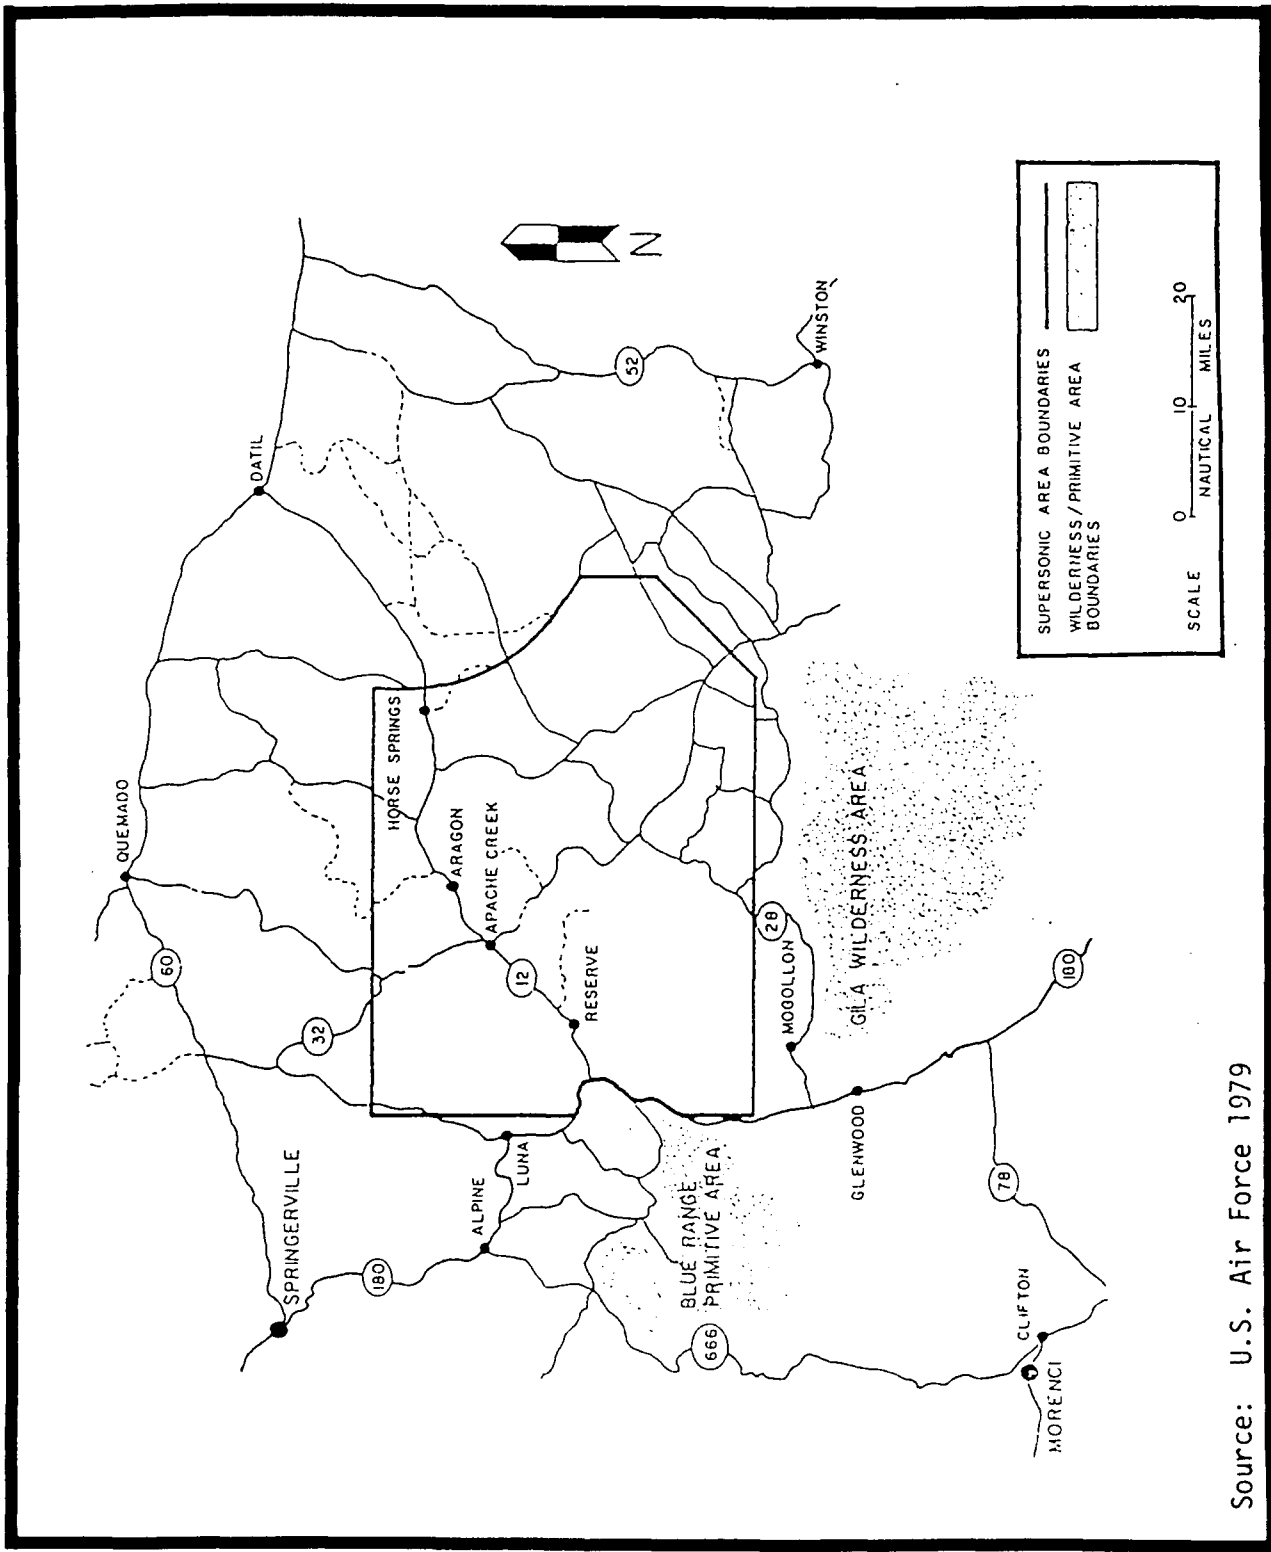 QUEMADO
DATIL
60
32
SPRINGERVILLE
180
HORSE SPRINGS
ARAGON
APACHE CREEK
12
RESERVE
LUNA
ALPINE
N
52
WINSTON
BLUE RANGE
PRIMITIVE AREA
666
28
MOGOLLON
GILA WILDERNESS AREA
GLENWOOD
180
78
CLIFTON
MORENCI
SUPERSONIC AREA BOUNDARIES
WILDERNESS/PRIMITIVE AREA
BOUNDARIES
SCALE
0 10 20
NAUTICAL MILES
Source: U.S. Air Force 1979